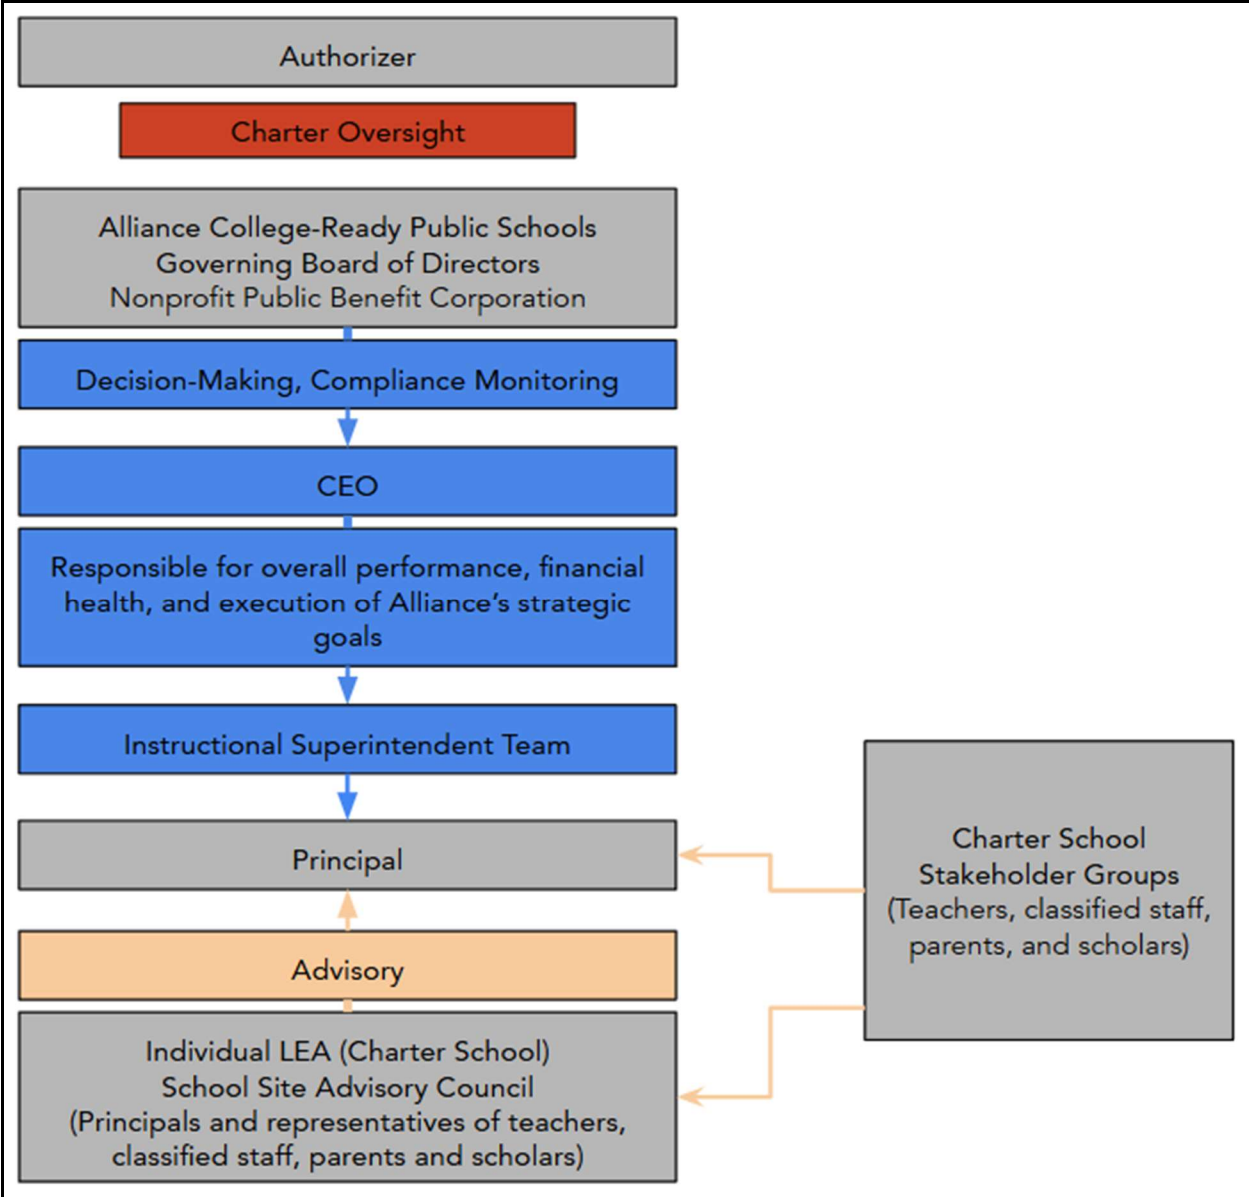 Authorizer
Charter Oversight
Alliance College-Ready Public Schools
Governing Board of Directors
Nonprofit Public Benefit Corporation
Decision-Making, Compliance Monitoring
CEO
Responsible for overall performance, financial
health, and execution of Alliance’s strategic
goals
Instructional Superintendent Team
Principal
Advisory
Individual LEA (Charter School)
School Site Advisory Council
(Principals and representatives of teachers,
classified staff, parents and scholars)
Charter School
Stakeholder Groups
(Teachers, classified staff,
parents, and scholars)